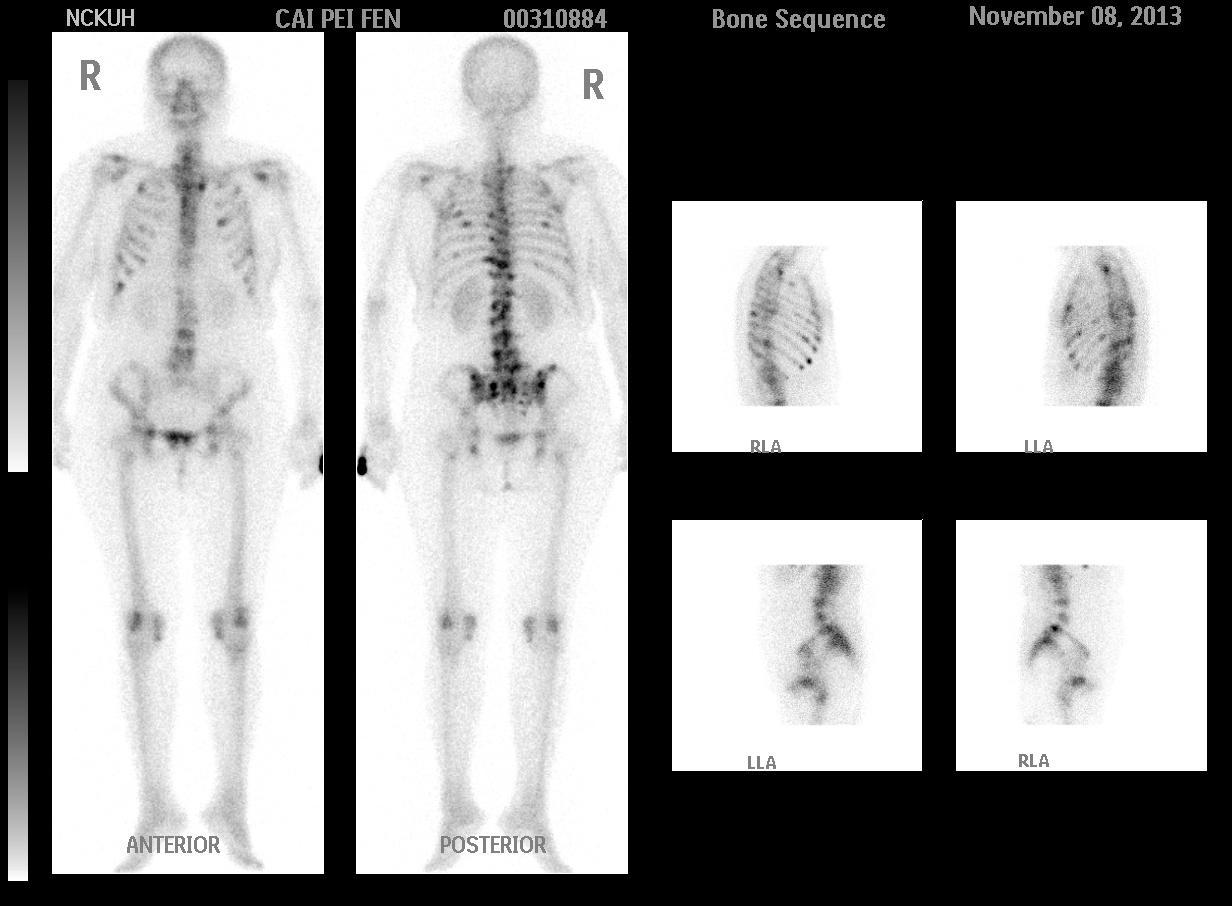 NCKUH CAI PEI FEN 00310884 Bone Sequence November 08, 2013
R R
RLA LLA
LLA RLA
ANTERIOR POSTERIOR